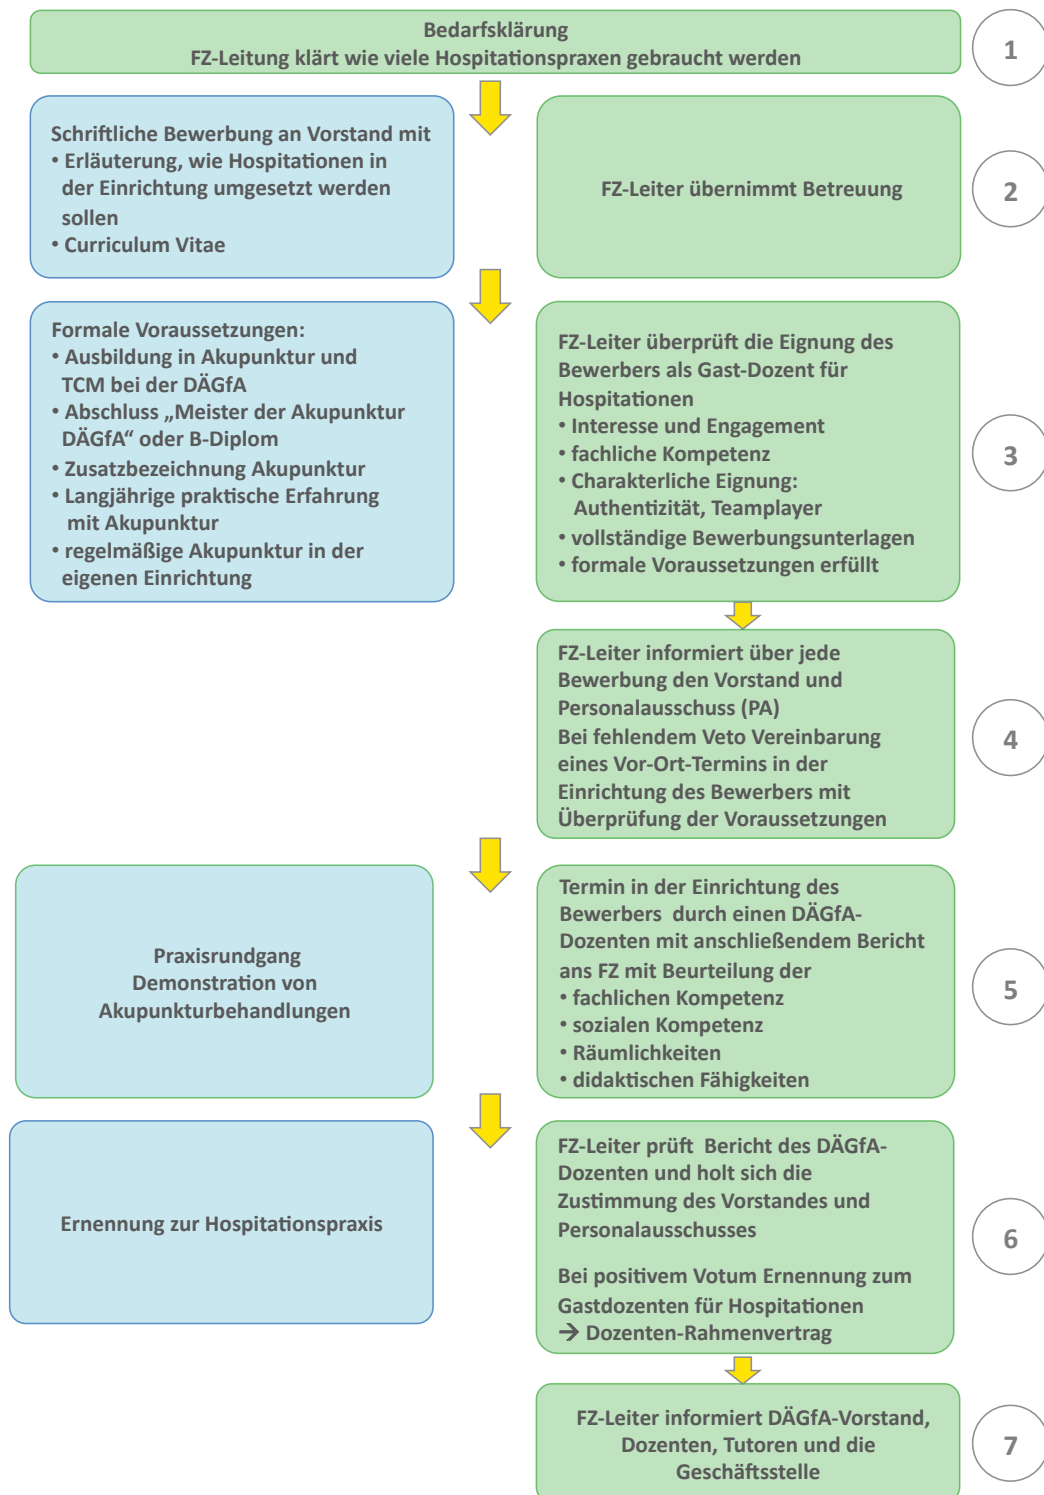 Bedarfsklärung
FZ-Leitung klärt wie viele Hospitationspraxen gebraucht werden
1
Schriftliche Bewerbung an Vorstand mit
• Erläuterung, wie Hospitationen in
der Einrichtung umgesetzt werden
sollen
• Curriculum Vitae
FZ-Leiter übernimmt Betreuung
2
Formale Voraussetzungen:
• Ausbildung in Akupunktur und
TCM bei der DÄGfA
• Abschluss „Meister der Akupunktur
DÄGfA“ oder B-Diplom
• Zusatzbezeichnung Akupunktur
• Langjährige praktische Erfahrung
mit Akupunktur
• regelmäßige Akupunktur in der
eigenen Einrichtung
FZ-Leiter überprüft die Eignung des
Bewerbers als Gast-Dozent für
Hospitationen
• Interesse und Engagement
• fachliche Kompetenz
• Charakterliche Eignung:
Authentizität, Teamplayer
• vollständige Bewerbungsunterlagen
• formale Voraussetzungen erfüllt
3
FZ-Leiter informiert über jede
Bewerbung den Vorstand und
Personalausschuss (PA)
Bei fehlendem Veto Vereinbarung
eines Vor-Ort-Termins in der
Einrichtung des Bewerbers mit
Überprüfung der Voraussetzungen
4
Praxisrundgang
Demonstration von
Akupunkturbehandlungen
Termin in der Einrichtung des
Bewerbers durch einen DÄGfA-
Dozenten mit anschließendem Bericht
ans FZ mit Beurteilung der
• fachlichen Kompetenz
• sozialen Kompetenz
• Räumlichkeiten
• didaktischen Fähigkeiten
5
Ernennung zur Hospitationspraxis
FZ-Leiter prüft Bericht des DÄGfA-
Dozenten und holt sich die
Zustimmung des Vorstandes und
Personalausschusses
Bei positivem Votum Ernennung zum
Gastdozenten für Hospitationen
→ Dozenten-Rahmenvertrag
6
FZ-Leiter informiert DÄGfA-Vorstand,
Dozenten, Tutoren und die
Geschäftsstelle
7